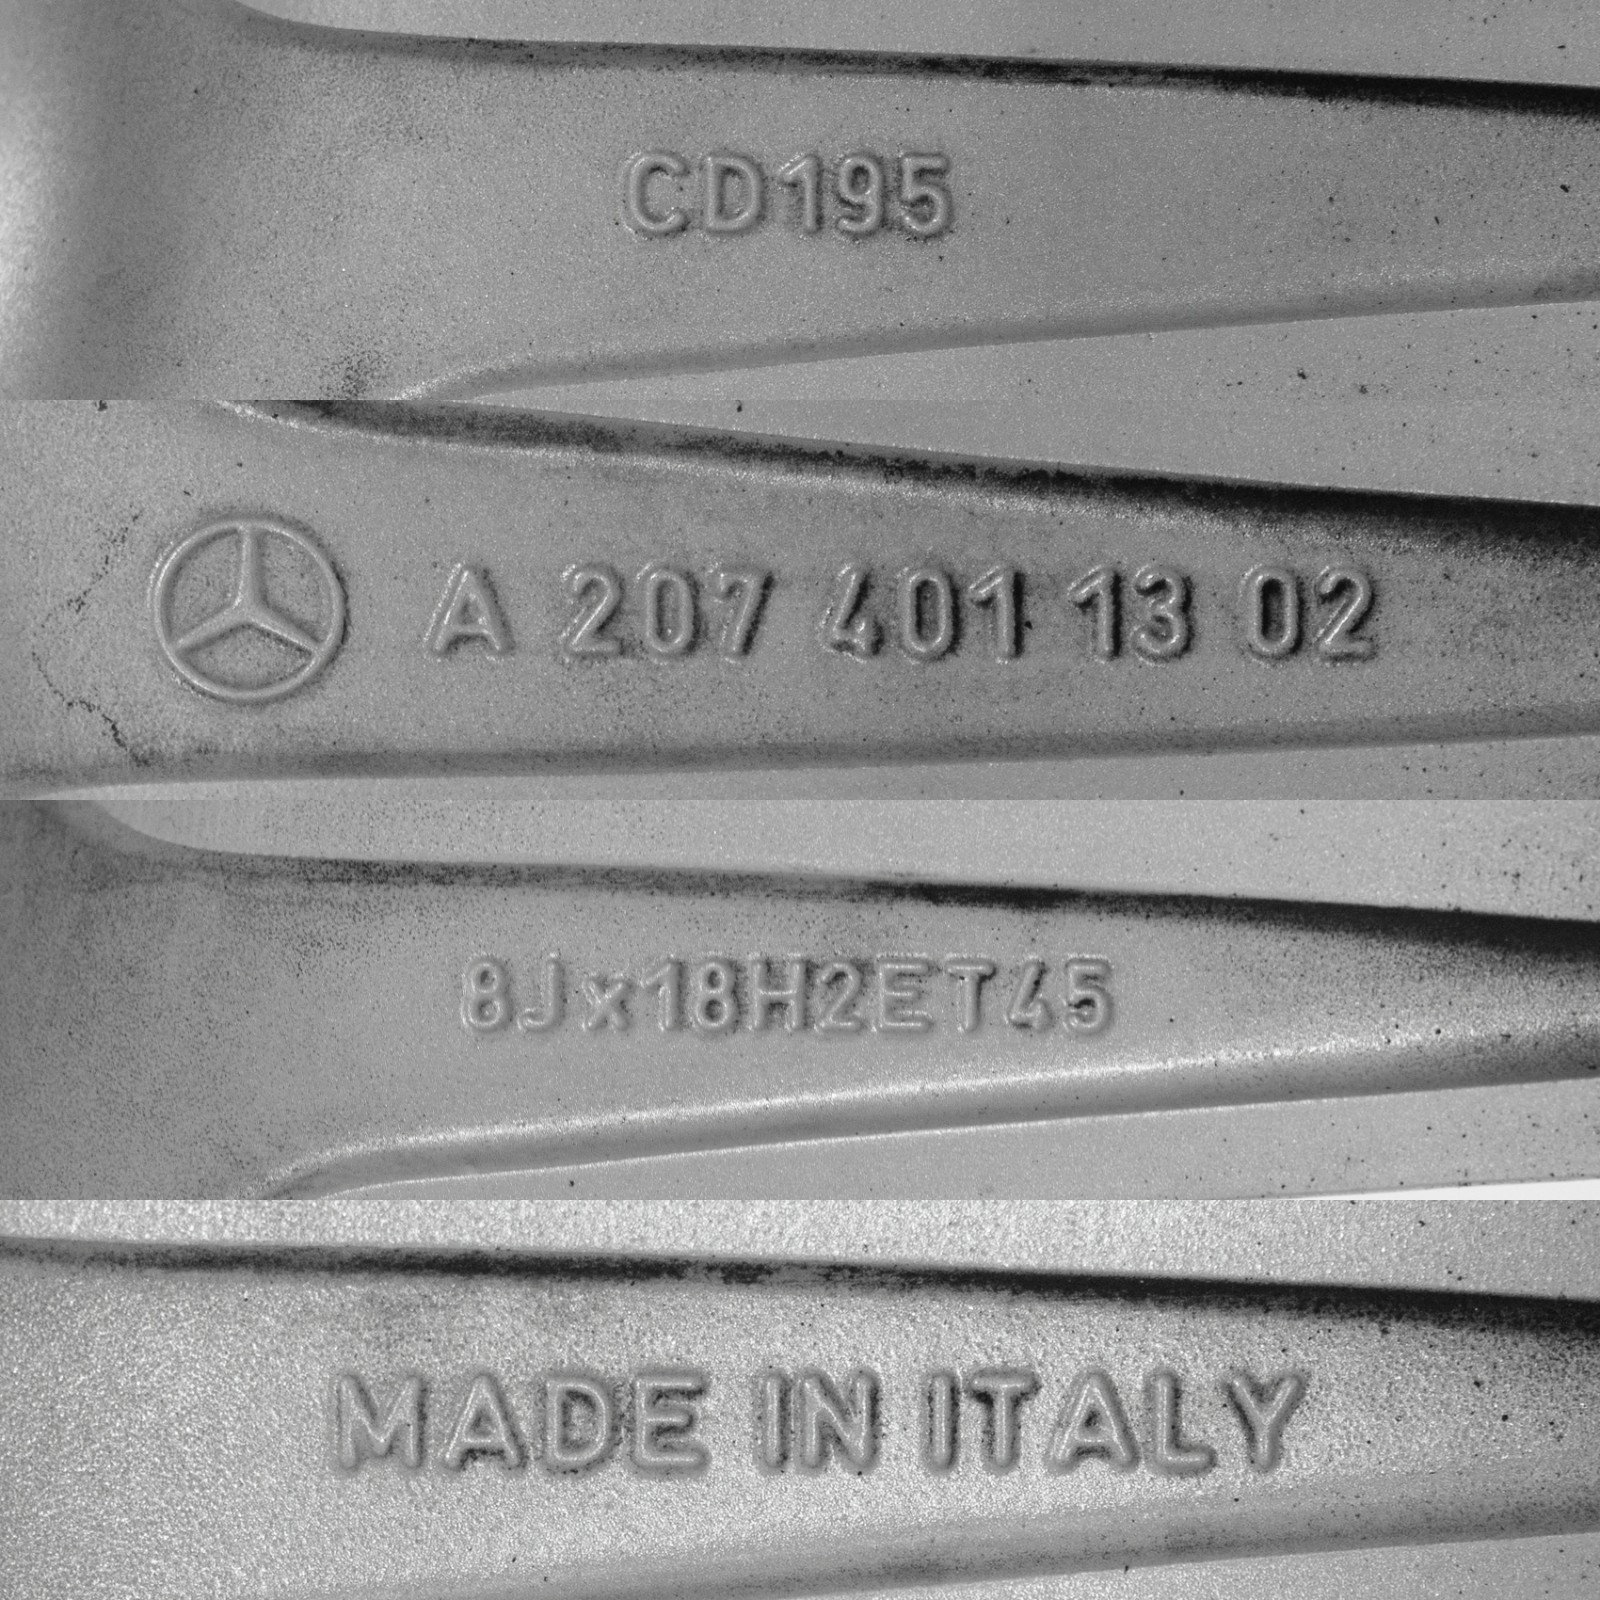 CD195
A 207 401 13 02
8Jx18H2ET45
MADE IN ITALY